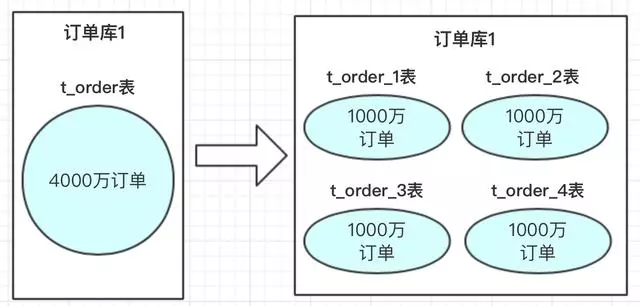 订单库1
t_order表
4000万订单
订单库1
t_order_1表
t_order_2表
1000万
订单
1000万
订单
t_order_3表
t_order_4表
1000万
订单
1000万
订单